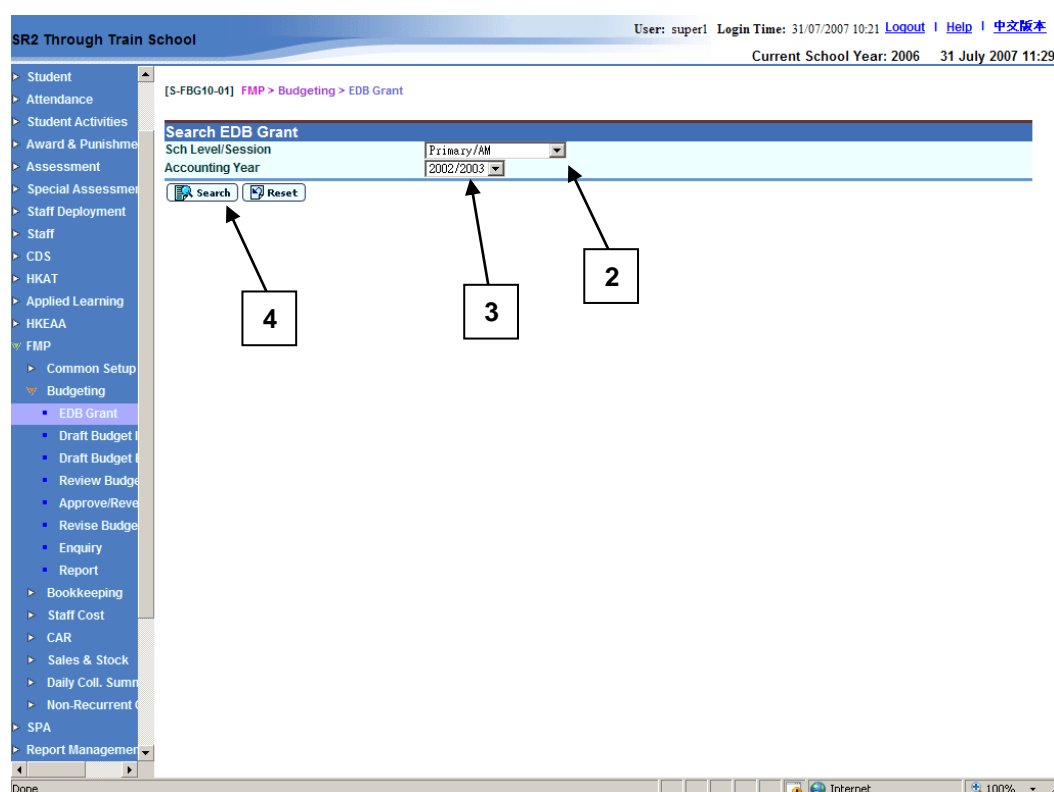 User: super1 Login Time: 31/07/2007 10:21 Logout | Help | 中文版本
SR2 Through Train School
Current School Year: 2006 31 July 2007 11:29
Student
Attendance
Student Activities
Award & Punishme
Assessment
Special Assessmen
Staff Deployment
Staff
CDS
HKAT
Applied Learning
HKEAA
FMP
Common Setup
Budgeting
EDB Grant
Draft Budget I
Draft Budget E
Review Budge
Approve/Reve
Revise Budge
Enquiry
Report
Bookkeeping
Staff Cost
CAR
Sales & Stock
Daily Coll. Summ
Non-Recurrent
SPA
Report Managemen
[S-FBG10-01] FMP > Budgeting > EDB Grant
Search EDB Grant
Sch Level/Session Primary/AM
Accounting Year 2002/2003
Search Reset
2
3
4
Done Internet 100%